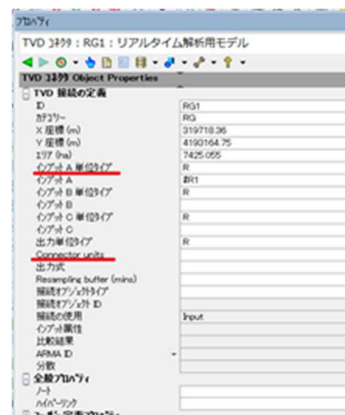 プロパティ
TVD コネクタ : RG1 : リアルタイム解析用モデル
TVD コネクタ Object Properties
TVD 接続の定義
ID RG1
カテゴリー RG
X 座標 (m) 319718.36
Y 座標 (m) 4193164.75
エリア (ha) 7425.055
インプット A 単位タイプ R
インプット A #R1
インプット B 単位タイプ R
インプット B
インプット C 単位タイプ R
インプット C
出力単位タイプ R
Connector units
出力式
Resampling buffer (mins)
接続オブジェクトタイプ
接続オブジェクト ID
接続の使用 Input
インプット属性
比較結果
ARMA ID
分散
全般プロパティ
ノート
ハイパーリンク